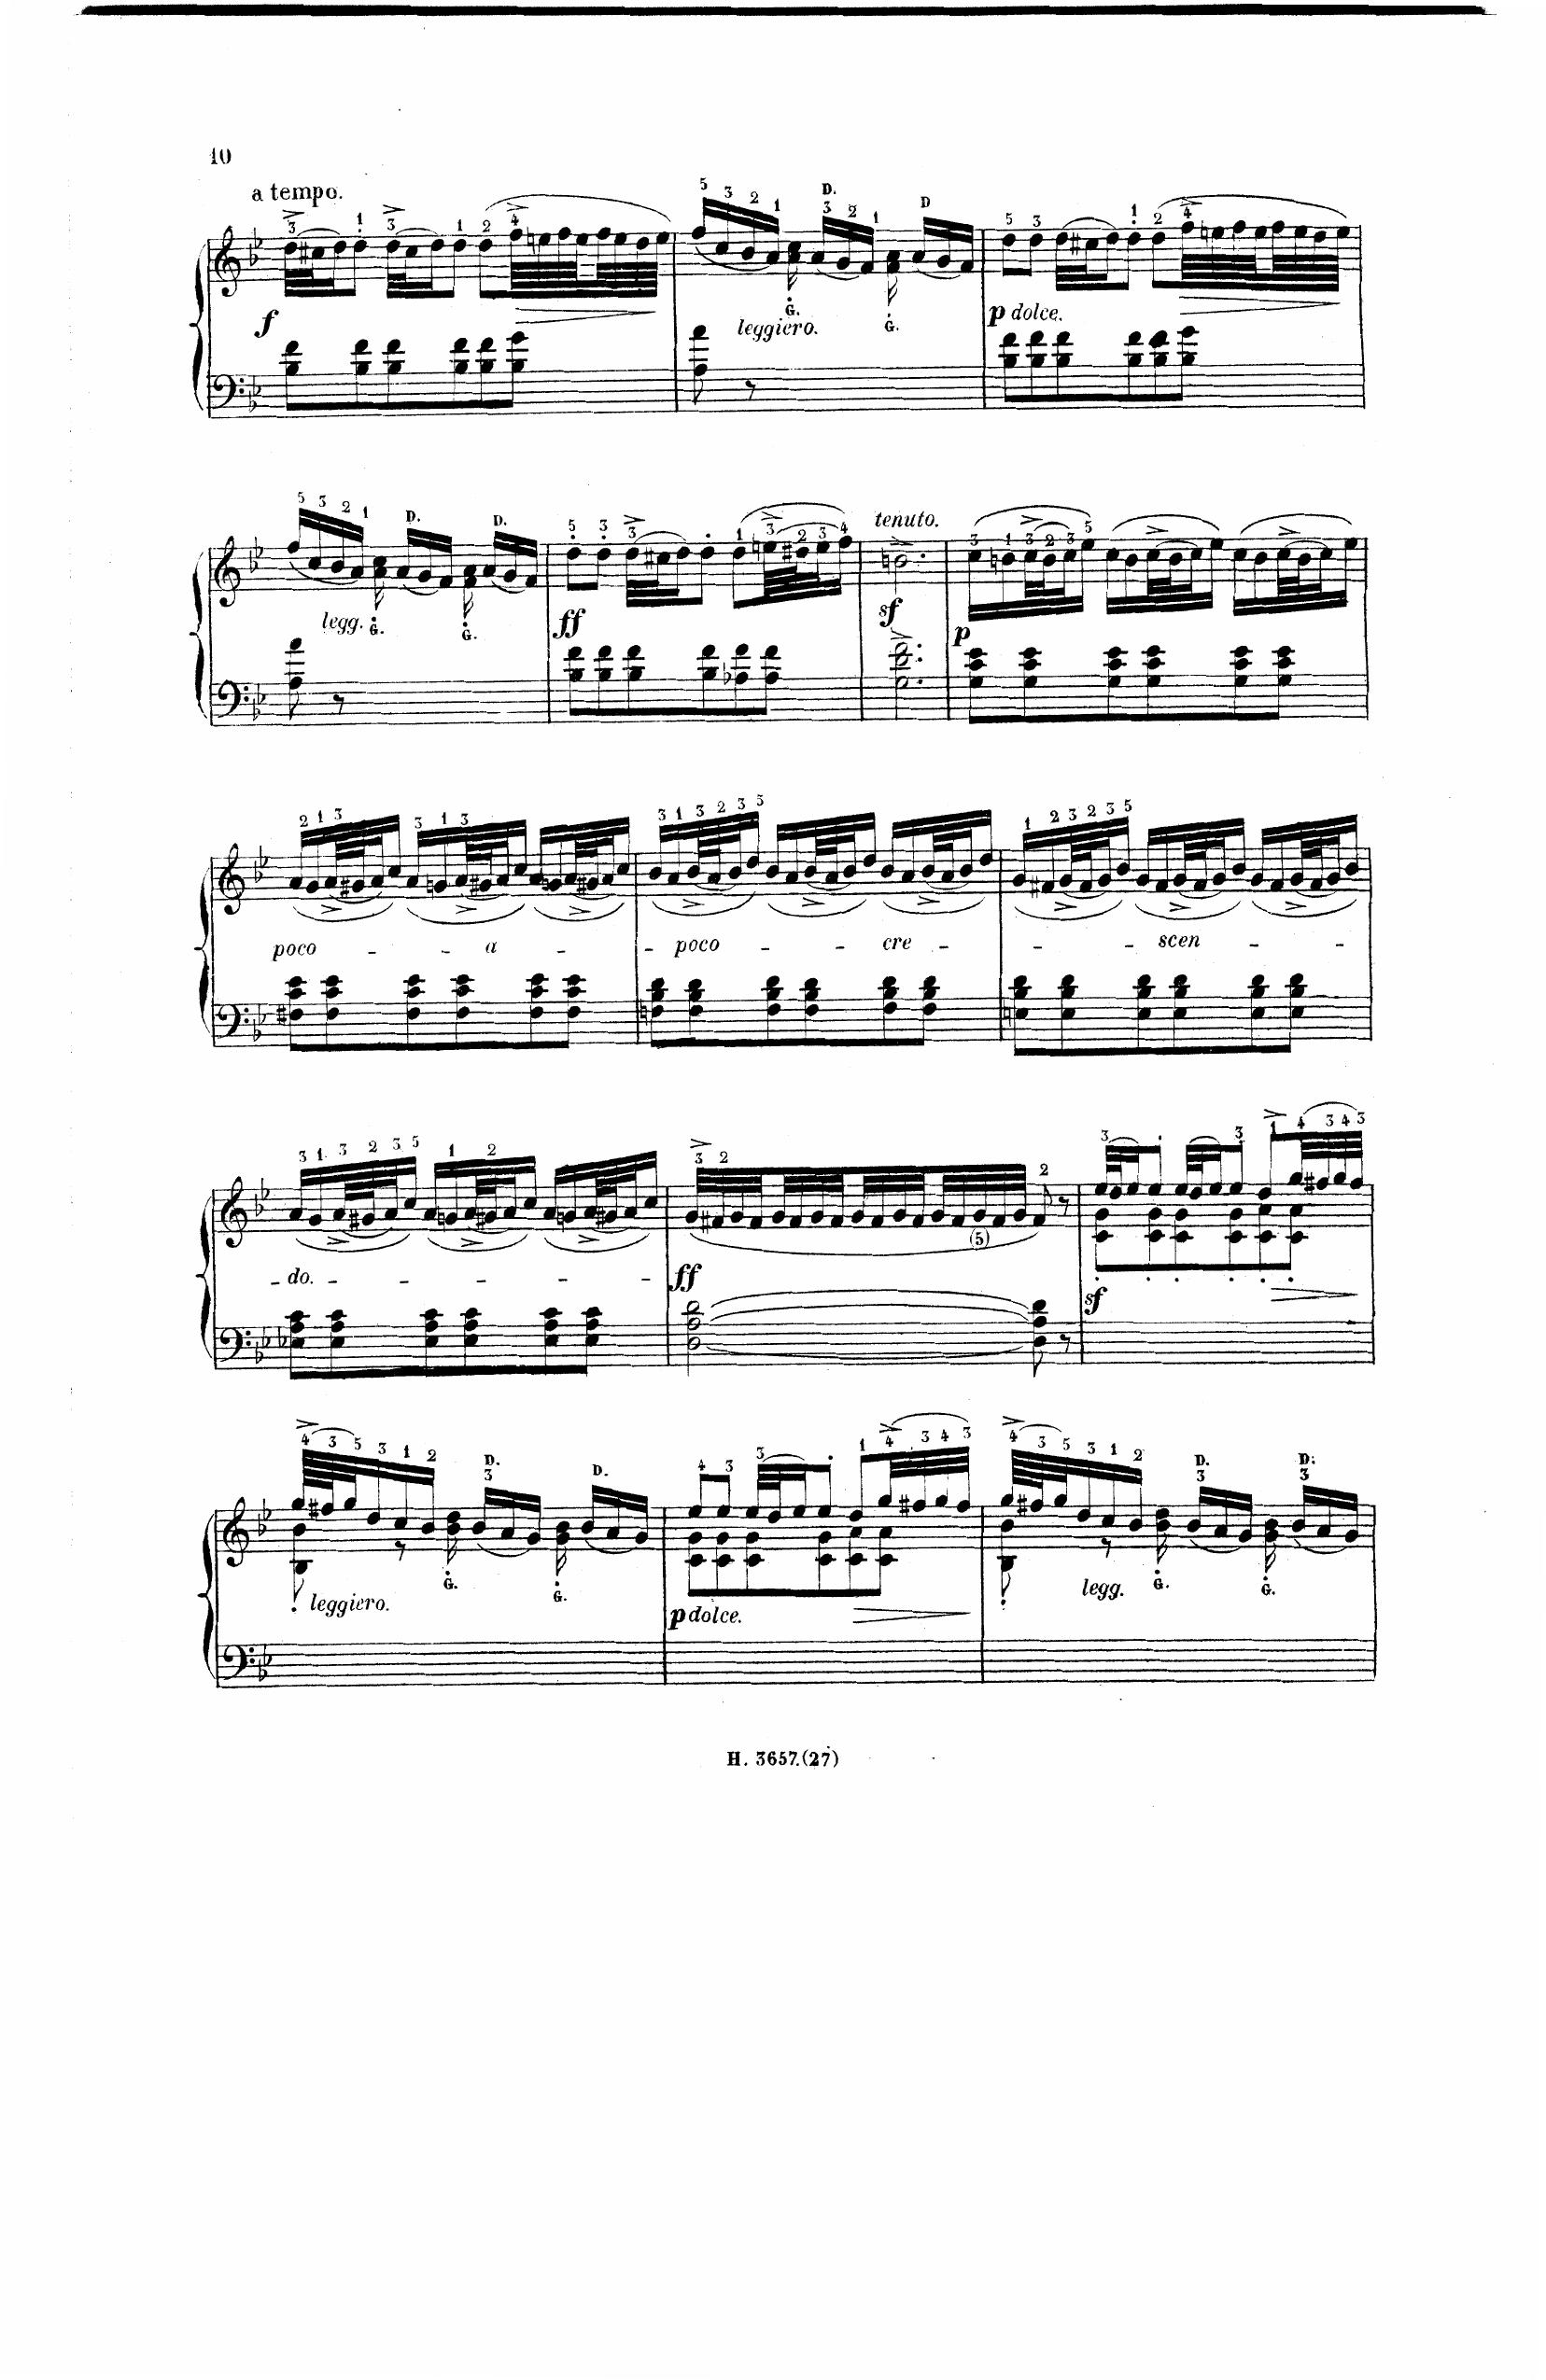 10
a tempo.
3 1 3 1 2 4 5 3 2 1 D. 3 2 1 D 5 3 1 2 4
f G. leggiero. G. p dolce.
5 3 2 1 D. D. 5 3 3 1 3 2 3 4 tenuto. 3 1 3 2 3 5
legg. G. G. ff sf p
2 1 3 3 1 3 3 1 3 2 3 5 1 2 3 2 3 5
poco - - a - - poco - - cre - - - scen - -
3 1 3 2 3 5 1 2 3 2 (5) 2 3 3 1 4 3 4 3
- do. - - - - - ff sf
4 3 5 3 1 2 D. 3 D. 4 3 3 1 4 3 4 3 4 3 5 3 1 2 D. 3 D. 3
leggiero. G. G. p dolce. legg. G. G.
H. 3657.(27)